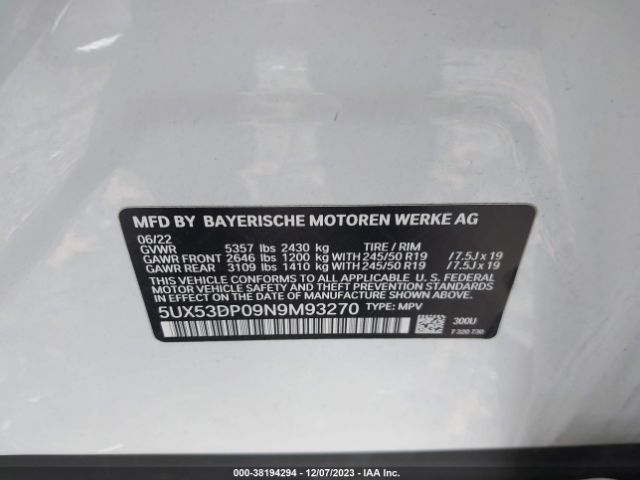 MFD BY BAYERISCHE MOTOREN WERKE AG
06/22
GVWR 5357 lbs 2430 kg TIRE / RIM
GAWR FRONT 2646 lbs 1200 kg WITH 245/50 R19 /7.5J x 19
GAWR REAR 3109 lbs 1410 kg WITH 245/50 R19 /7.5J x 19
THIS VEHICLE CONFORMS TO ALL APPLICABLE U. S. FEDERAL
MOTOR VEHICLE SAFETY STANDARDS IN EFFECT
ON THE DATE OF MANUFACTURE SHOWN ABOVE.
5UX53DP09N9M93270 TYPE: MPV
300U
7 320 730
000-38194294 - 12/07/2023 - IAA Inc.